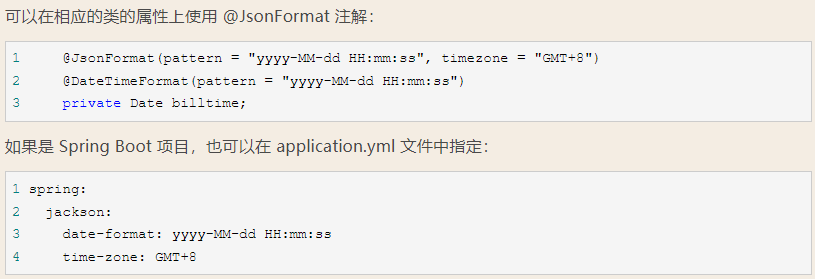 可以在相应的类的属性上使用 @JsonFormat 注解：
1     @JsonFormat(pattern = "yyyy-MM-dd HH:mm:ss", timezone = "GMT+8")
2     @DateTimeFormat(pattern = "yyyy-MM-dd HH:mm:ss")
3     private Date billtime;
如果是 Spring Boot 项目，也可以在 application.yml 文件中指定：
1 spring:
2   jackson:
3     date-format: yyyy-MM-dd HH:mm:ss
4     time-zone: GMT+8